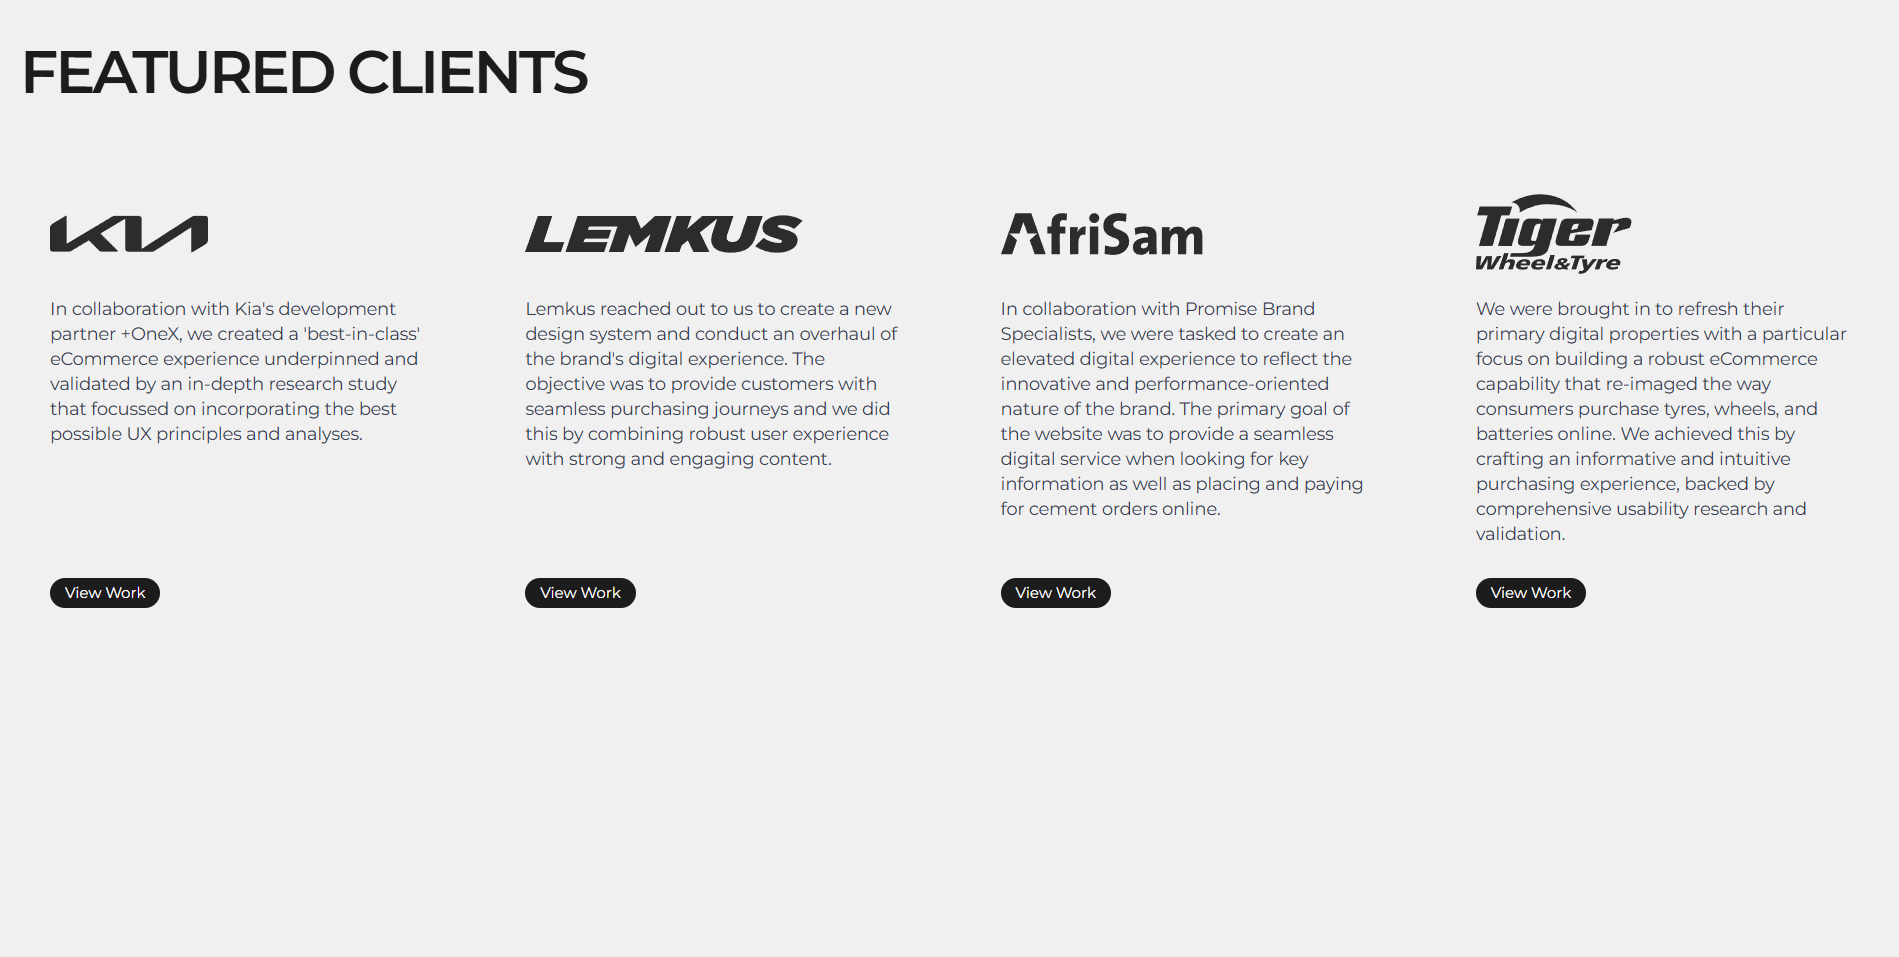 FEATURED CLIENTS
KIA
LEMKUS
AfriSam
Tiger
Wheel&Tyre
In collaboration with Kia's development
partner +OneX, we created a 'best-in-class'
eCommerce experience underpinned and
validated by an in-depth research study
that focussed on incorporating the best
possible UX principles and analyses.
View Work
Lemkus reached out to us to create a new
design system and conduct an overhaul of
the brand's digital experience. The
objective was to provide customers with
seamless purchasing journeys and we did
this by combining robust user experience
with strong and engaging content.
View Work
In collaboration with Promise Brand
Specialists, we were tasked to create an
elevated digital experience to reflect the
innovative and performance-oriented
nature of the brand. The primary goal of
the website was to provide a seamless
digital service when looking for key
information as well as placing and paying
for cement orders online.
View Work
We were brought in to refresh their
primary digital properties with a particular
focus on building a robust eCommerce
capability that re-imaged the way
consumers purchase tyres, wheels, and
batteries online. We achieved this by
crafting an informative and intuitive
purchasing experience, backed by
comprehensive usability research and
validation.
View Work